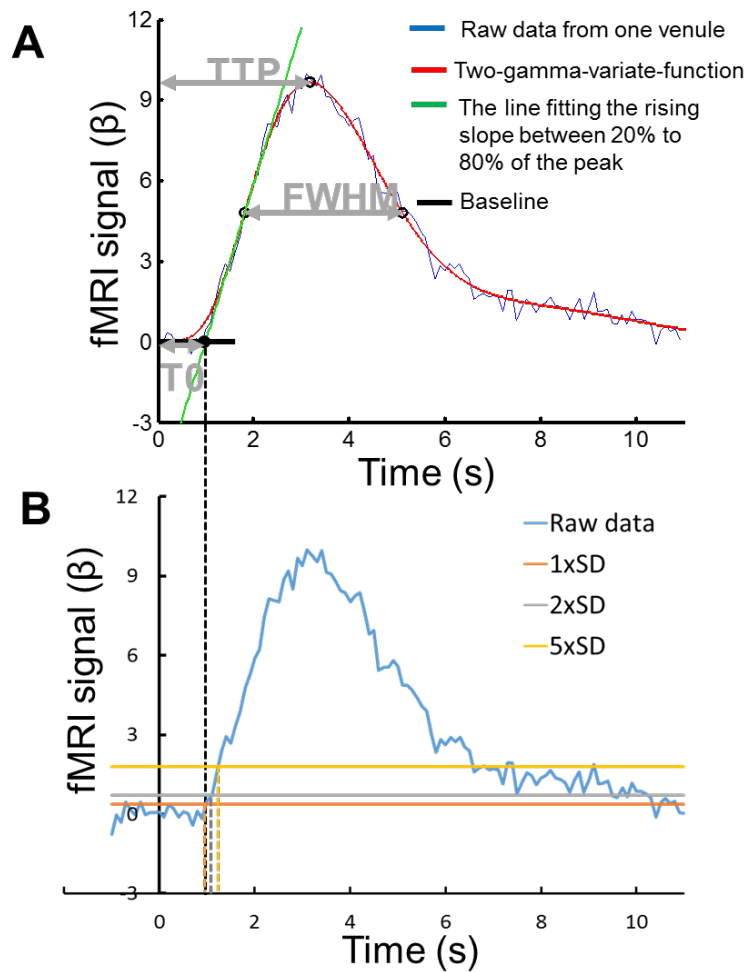 A
12
9
6
3
0
-3
fMRI signal (β)
TTP
FWHM
T0
Raw data from one venule
Two-gamma-variate-function
The line fitting the rising
slope between 20% to
80% of the peak
Baseline
0 2 4 6 8 10
Time (s)
B
12
9
6
3
0
-3
fMRI signal (β)
Raw data
1xSD
2xSD
5xSD
0 2 4 6 8 10
Time (s)